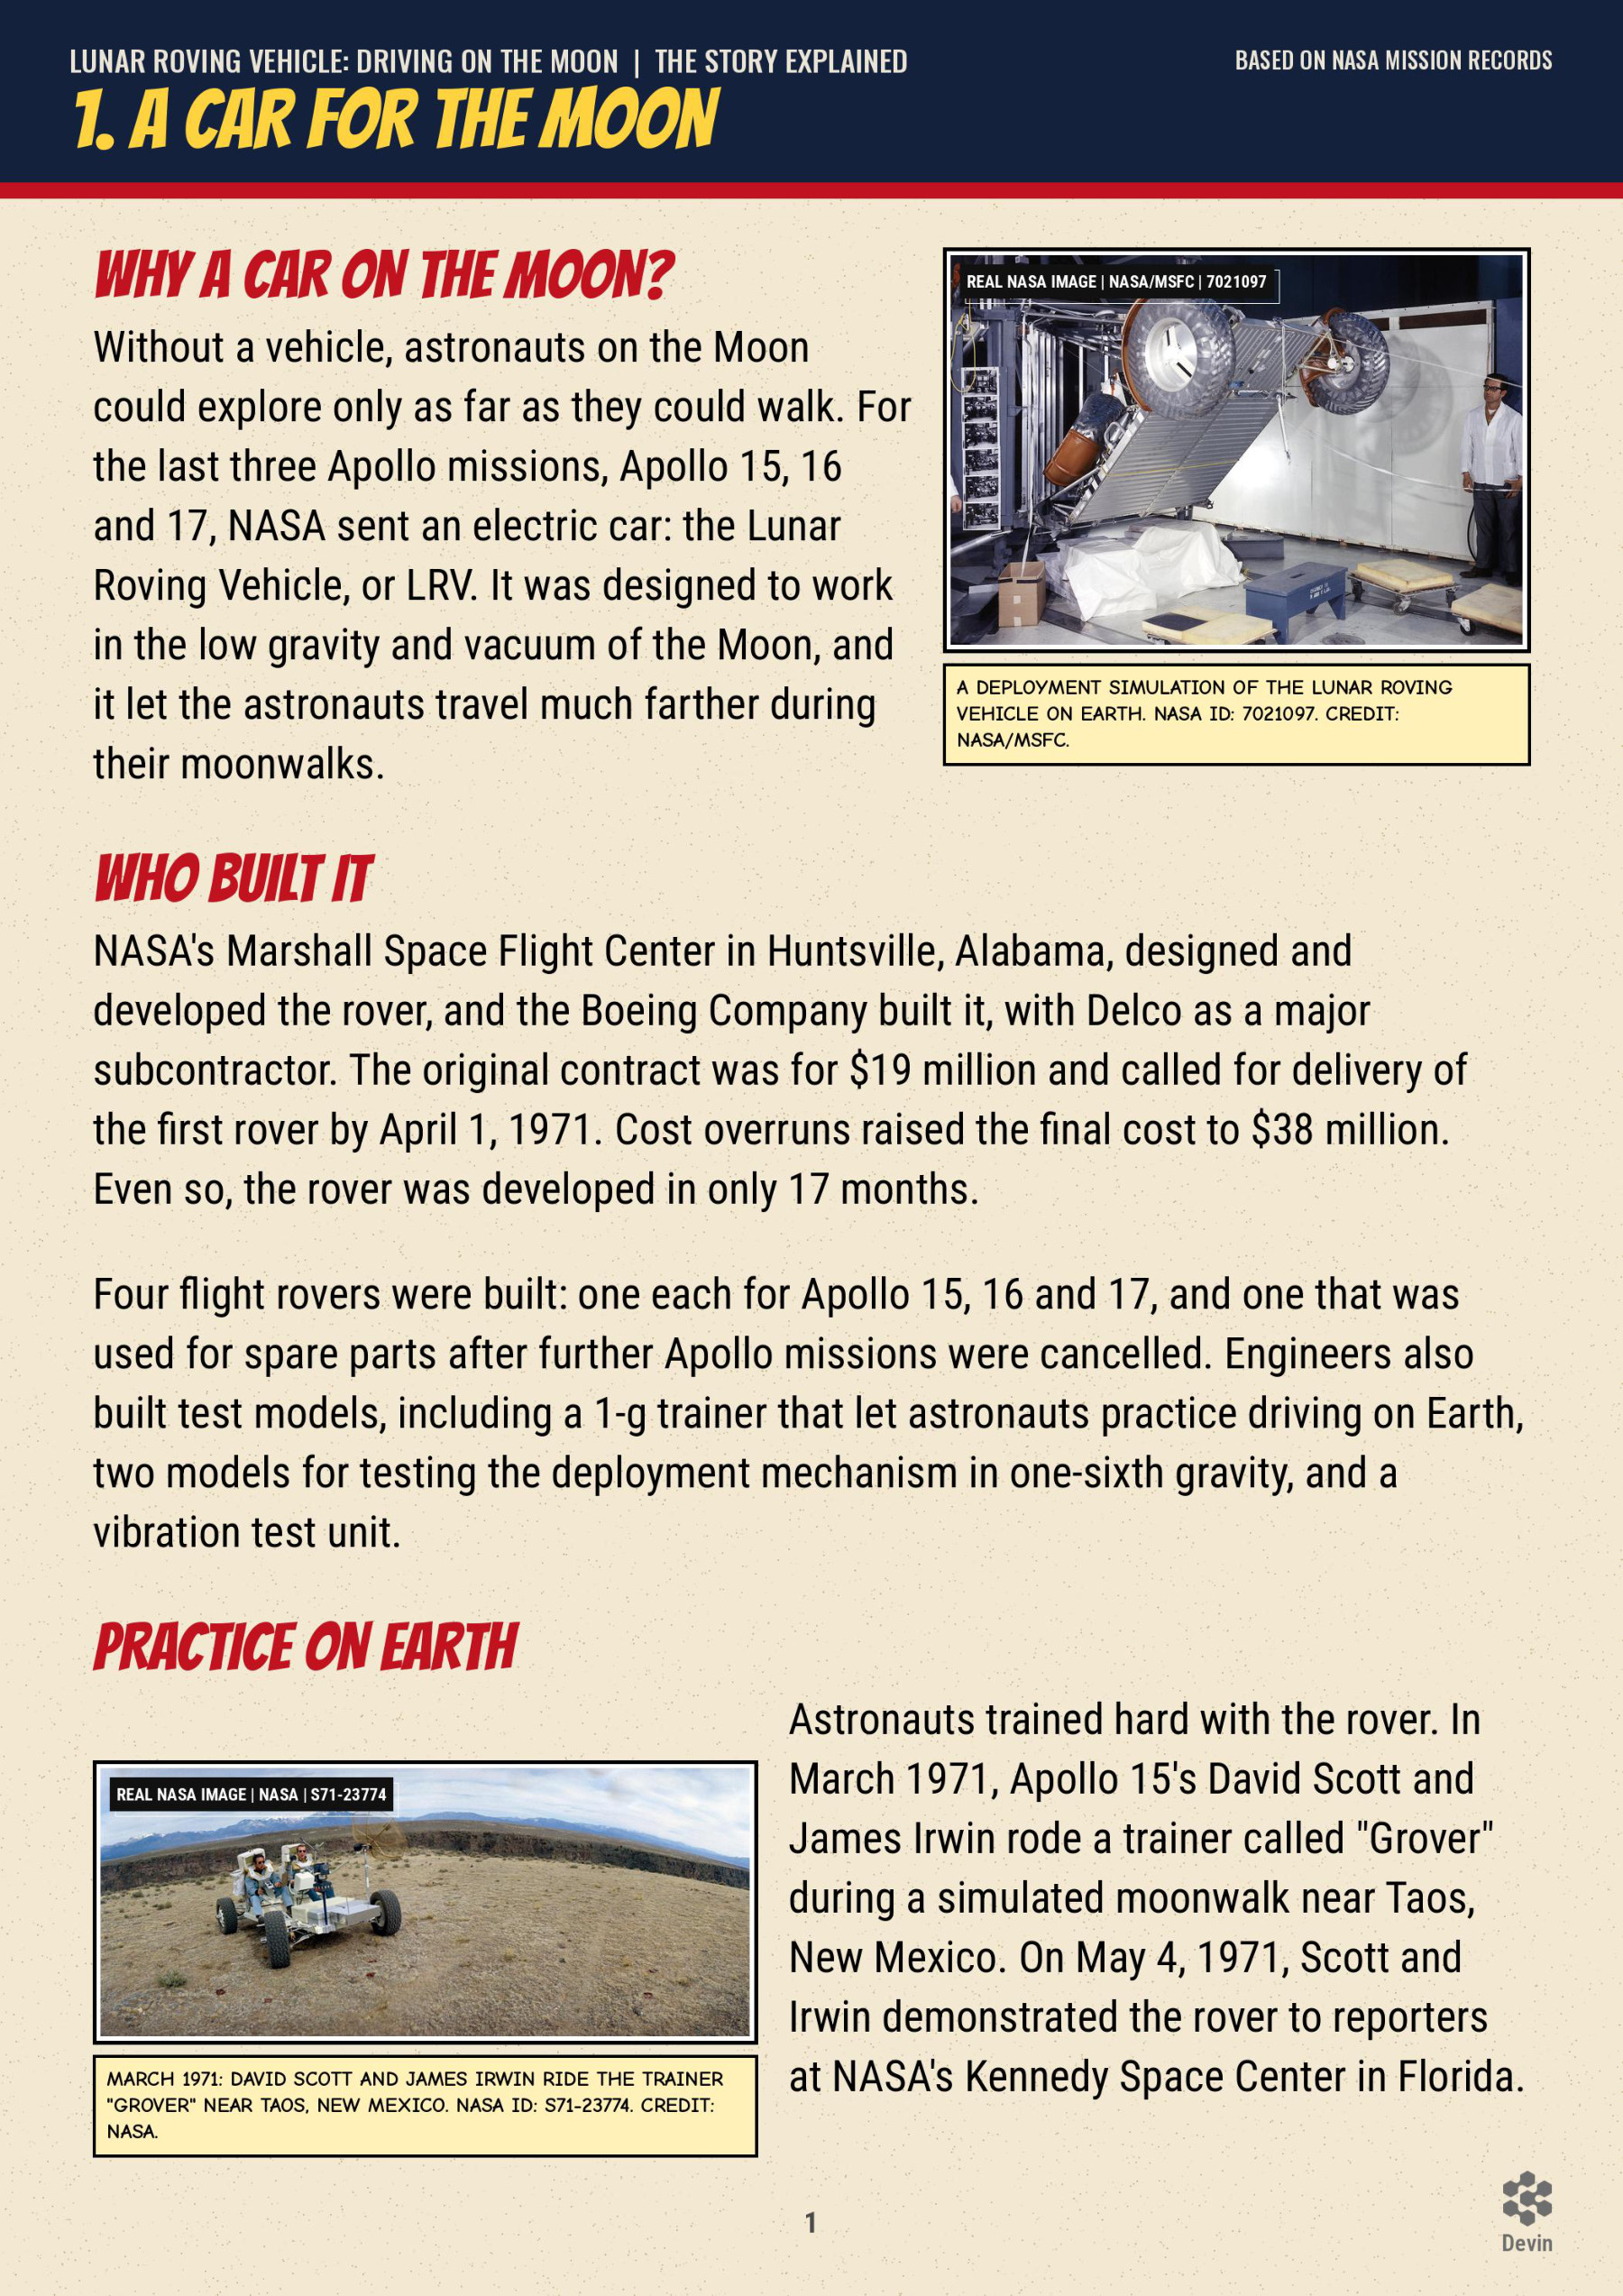 LUNAR ROVING VEHICLE: DRIVING ON THE MOON | THE STORY EXPLAINED
BASED ON NASA MISSION RECORDS
1. A CAR FOR THE MOON
WHY A CAR ON THE MOON?
Without a vehicle, astronauts on the Moon
could explore only as far as they could walk. For
the last three Apollo missions, Apollo 15, 16
and 17, NASA sent an electric car: the Lunar
Roving Vehicle, or LRV. It was designed to work
in the low gravity and vacuum of the Moon, and
it let the astronauts travel much farther during
their moonwalks.
REAL NASA IMAGE | NASA/MSFC | 7021097
A DEPLOYMENT SIMULATION OF THE LUNAR ROVING
VEHICLE ON EARTH. NASA ID: 7021097. CREDIT:
NASA/MSFC.
WHO BUILT IT
NASA's Marshall Space Flight Center in Huntsville, Alabama, designed and
developed the rover, and the Boeing Company built it, with Delco as a major
subcontractor. The original contract was for $19 million and called for delivery of
the first rover by April 1, 1971. Cost overruns raised the final cost to $38 million.
Even so, the rover was developed in only 17 months.
Four flight rovers were built: one each for Apollo 15, 16 and 17, and one that was
used for spare parts after further Apollo missions were cancelled. Engineers also
built test models, including a 1-g trainer that let astronauts practice driving on Earth,
two models for testing the deployment mechanism in one-sixth gravity, and a
vibration test unit.
PRACTICE ON EARTH
REAL NASA IMAGE | NASA | S71-23774
MARCH 1971: DAVID SCOTT AND JAMES IRWIN RIDE THE TRAINER
"GROVER" NEAR TAOS, NEW MEXICO. NASA ID: S71-23774. CREDIT:
NASA.
Astronauts trained hard with the rover. In
March 1971, Apollo 15's David Scott and
James Irwin rode a trainer called "Grover"
during a simulated moonwalk near Taos,
New Mexico. On May 4, 1971, Scott and
Irwin demonstrated the rover to reporters
at NASA's Kennedy Space Center in Florida.
1
Devin